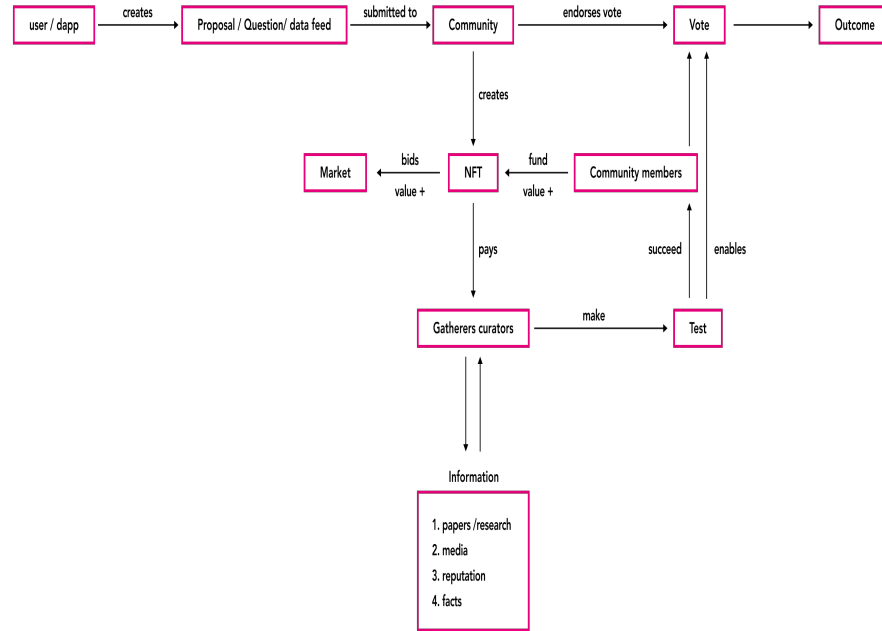 creates
submitted to
endorses vote
user / dapp
Proposal / Question/ data feed
Community
Vote
Outcome
creates
bids
fund
Market
NFT
Community members
value +
value +
pays
succeed
enables
make
Gatherers curators
Test
Information
1. papers /research
2. media
3. reputation
4. facts